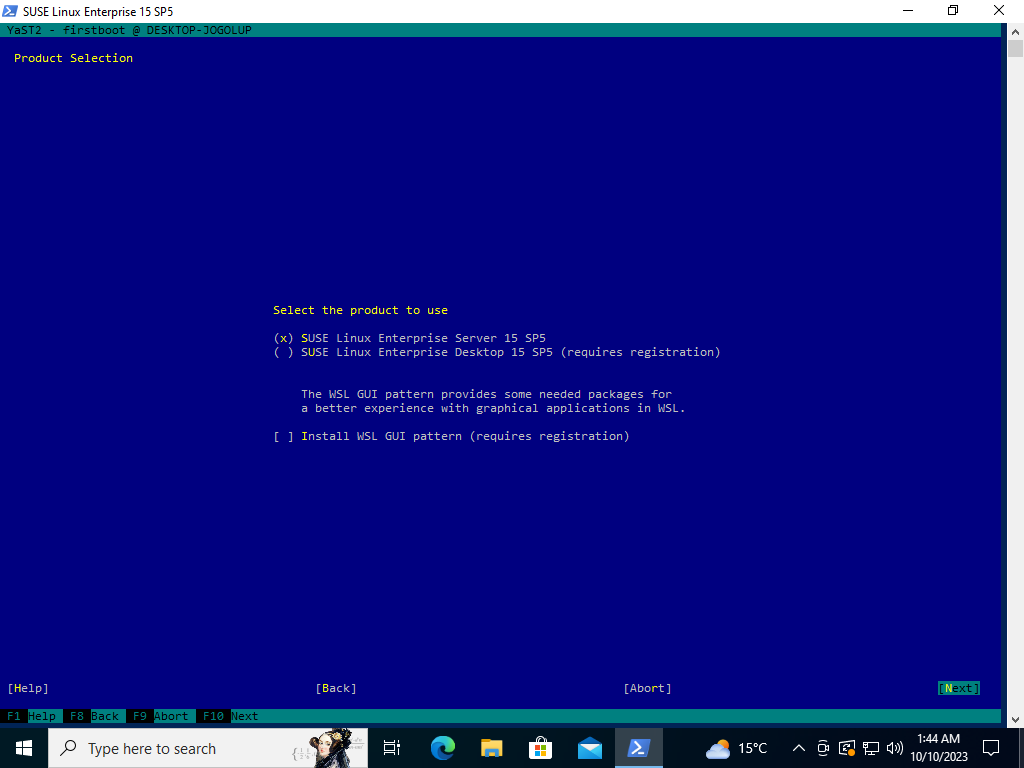 SUSE Linux Enterprise 15 SP5
YaST2 - firstboot @ DESKTOP-JOGOLUP
Product Selection
Select the product to use
(x) SUSE Linux Enterprise Server 15 SP5
( ) SUSE Linux Enterprise Desktop 15 SP5 (requires registration)
The WSL GUI pattern provides some needed packages for
a better experience with graphical applications in WSL.
[ ] Install WSL GUI pattern (requires registration)
[Help] [Back] [Abort] [Next]
F1 Help F8 Back F9 Abort F10 Next
Type here to search
15°C
1:44 AM
10/10/2023